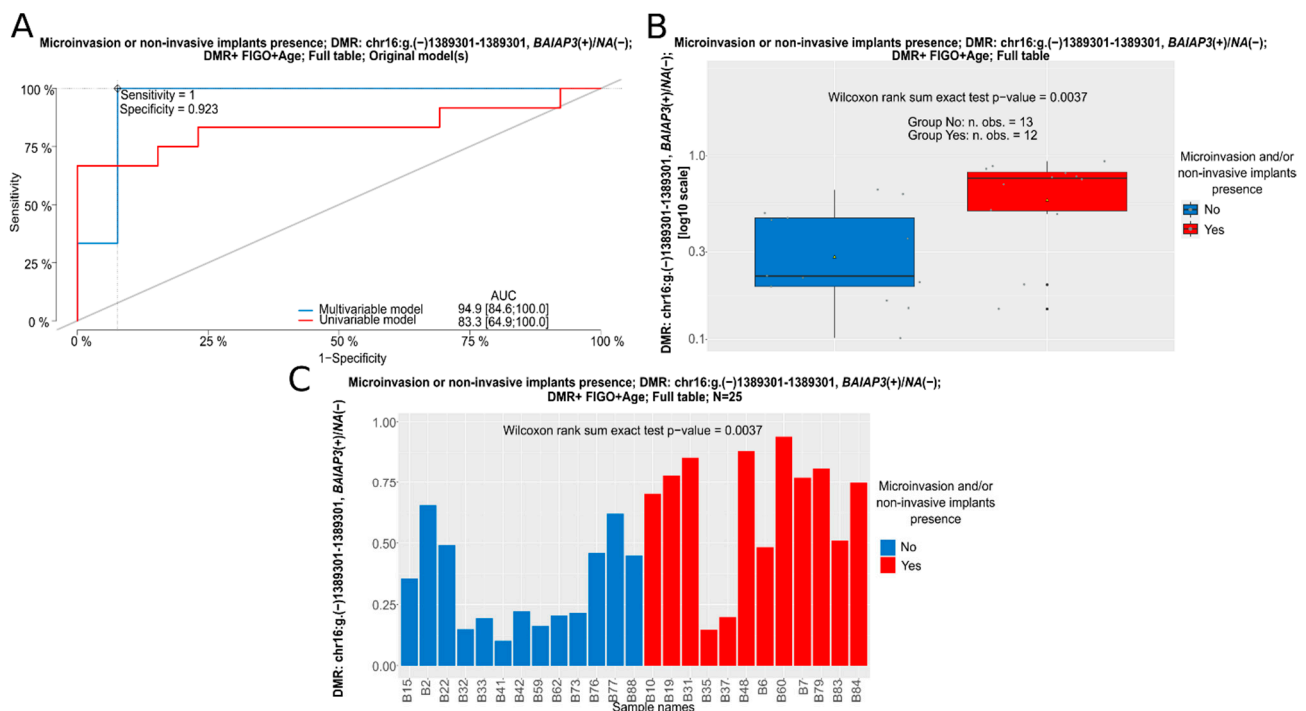 A
Microinvasion or non-invasive implants presence; DMR: chr16:g.(−)1389301-1389301, BAIAP3(+)/NA(−);
DMR+ FIGO+Age; Full table; Original model(s)
Sensitivity
100 %
75 %
50 %
25 %
0 %
Sensitivity = 1
Specificity = 0.923
AUC
Multivariable model 94.9 [84.6;100.0]
Univariable model 83.3 [64.9;100.0]
0 % 25 % 50 % 75 % 100 %
1−Specificity
B
Microinvasion or non-invasive implants presence; DMR: chr16:g.(−)1389301-1389301, BAIAP3(+)/NA(−);
DMR+ FIGO+Age; Full table
DMR: chr16:g.(−)1389301-1389301, BAIAP3(+)/NA(−);
[log10 scale]
Wilcoxon rank sum exact test p-value = 0.0037
Group No: n. obs. = 13
Group Yes: n. obs. = 12
1.0
0.3
0.1
Microinvasion and/or
non-invasive implants
presence
No
Yes
C
Microinvasion or non-invasive implants presence; DMR: chr16:g.(−)1389301-1389301, BAIAP3(+)/NA(−);
DMR+ FIGO+Age; Full table; N=25
DMR: chr16:g.(−)1389301-1389301, BAIAP3(+)/NA(−)
Wilcoxon rank sum exact test p-value = 0.0037
1.00
0.75
0.50
0.25
0.00
B15 B2 B22 B32 B33 B41 B42 B59 B62 B73 B76 B77 B88 B10 B19 B31 B35 B37 B48 B6 B60 B7 B79 B83 B84
Sample names
Microinvasion and/or
non-invasive implants
presence
No
Yes